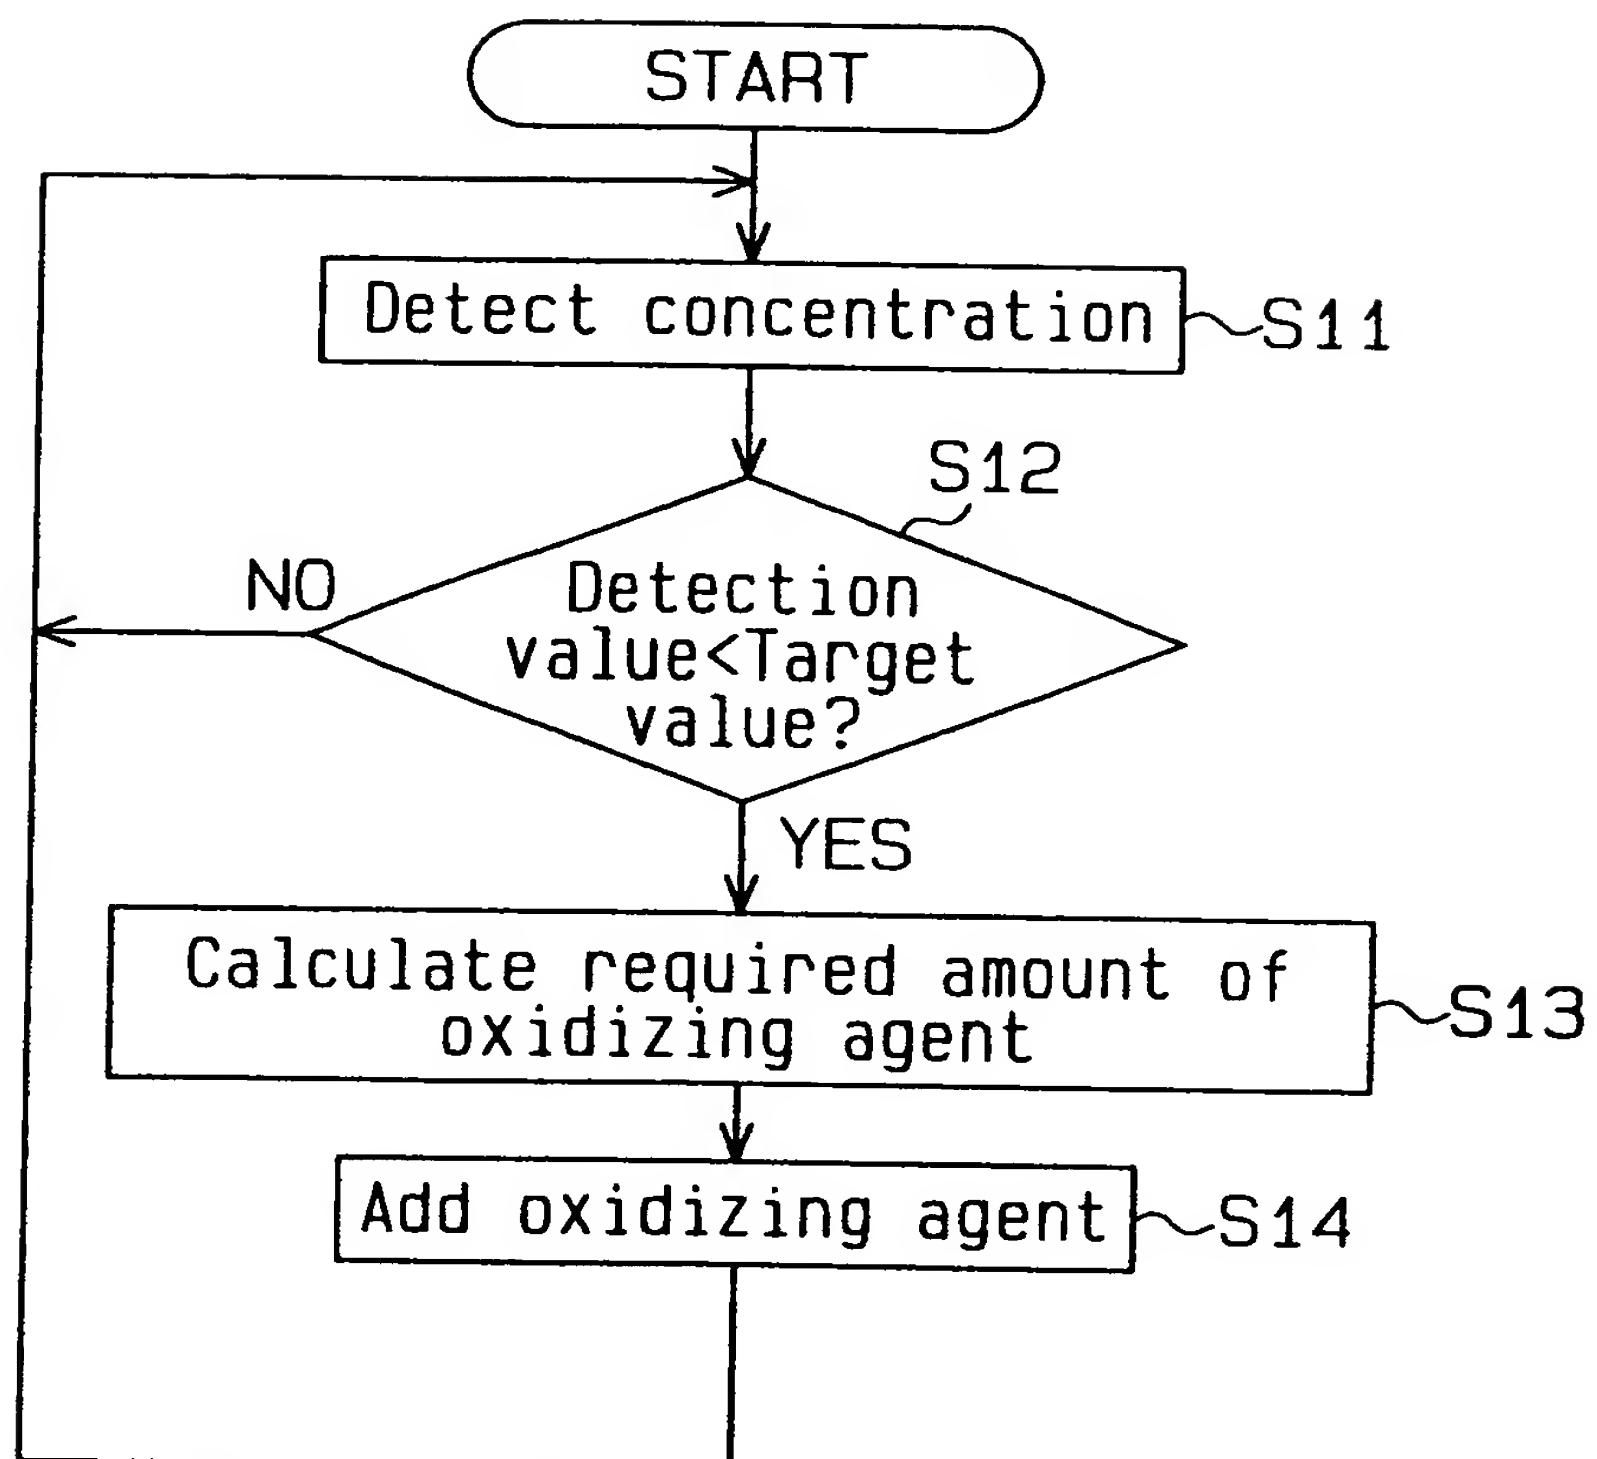 START
Detect concentration
S11
S12
NO
Detection
value<Target
value?
YES
Calculate required amount of
oxidizing agent
S13
Add oxidizing agent
S14